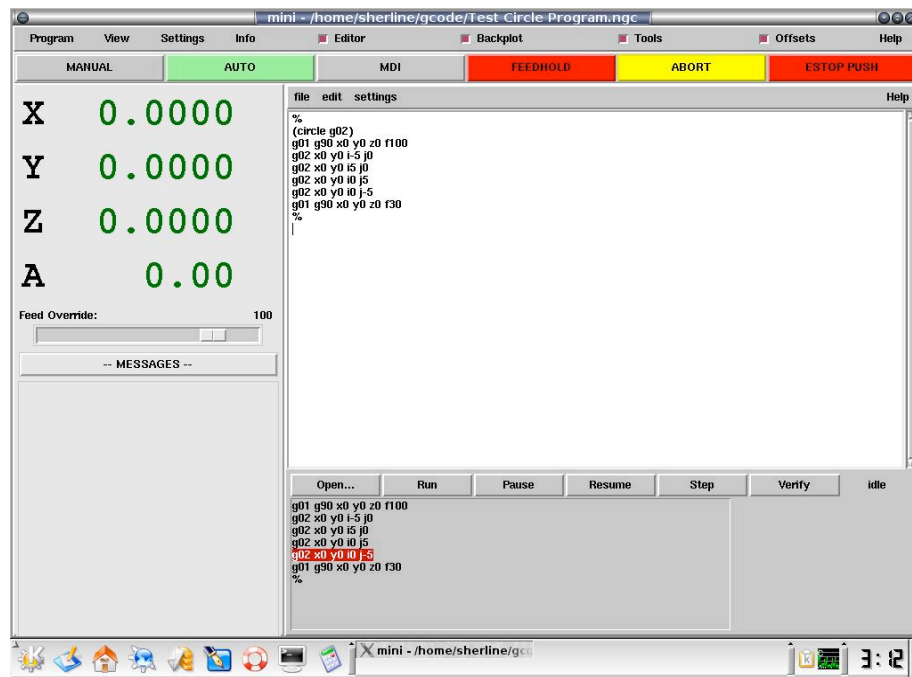 mini - /home/sherline/gcode/Test Circle Program.ngc
Program View Settings Info Editor Backplot Tools Offsets Help
MANUAL AUTO MDI FEEDHOLD ABORT ESTOP PUSH
X 0.0000
Y 0.0000
Z 0.0000
A 0.00
Feed Override: 100
-- MESSAGES --
file edit settings Help
%
(circle g02)
g01 g90 x0 y0 z0 f100
g02 x0 y0 i-5 j0
g02 x0 y0 i5 j0
g02 x0 y0 i0 j5
g02 x0 y0 i0 j-5
g01 g90 x0 y0 z0 f30
%
Open... Run Pause Resume Step Verify idle
g01 g90 x0 y0 z0 f100
g02 x0 y0 i-5 j0
g02 x0 y0 i5 j0
g02 x0 y0 i0 j5
g02 x0 y0 i0 j-5
g01 g90 x0 y0 z0 f30
%
mini - /home/sherline/gco
3:12